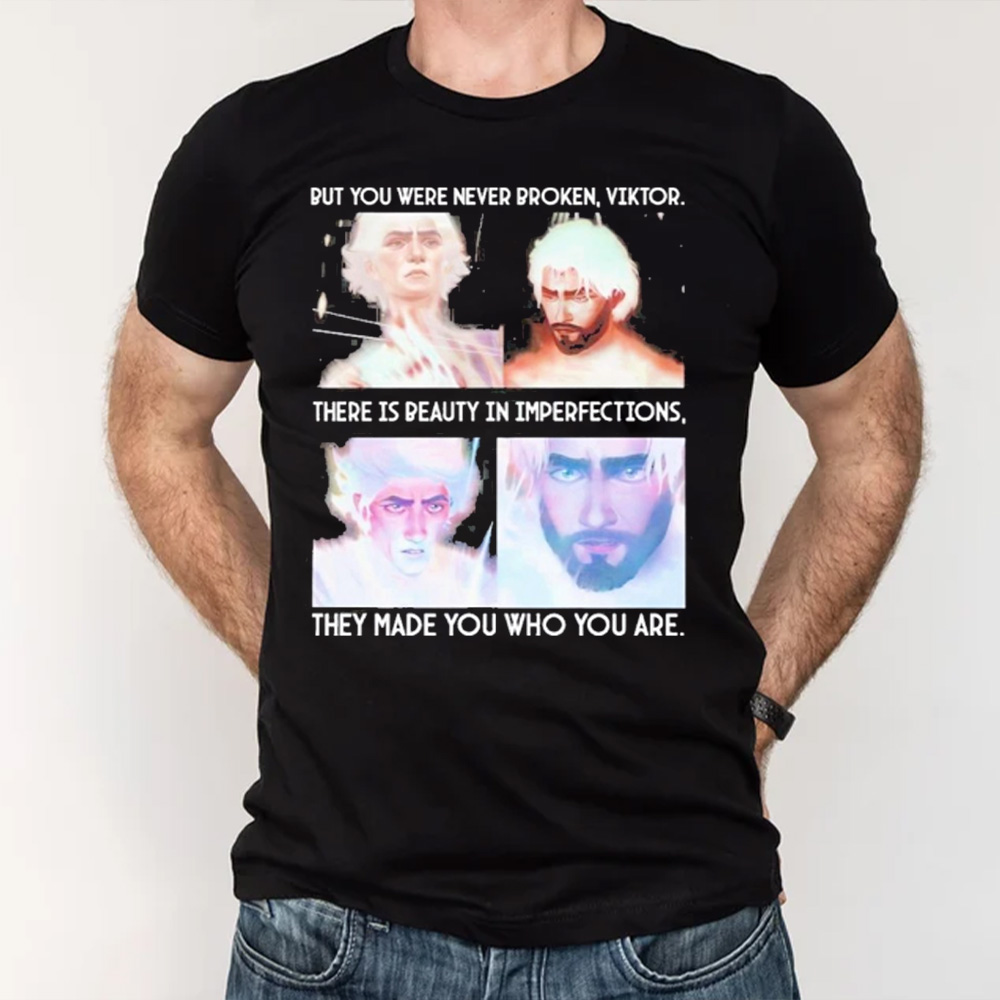 BUT YOU WERE NEVER BROKEN, VIKTOR.
THERE IS BEAUTY IN IMPERFECTIONS,
THEY MADE YOU WHO YOU ARE.